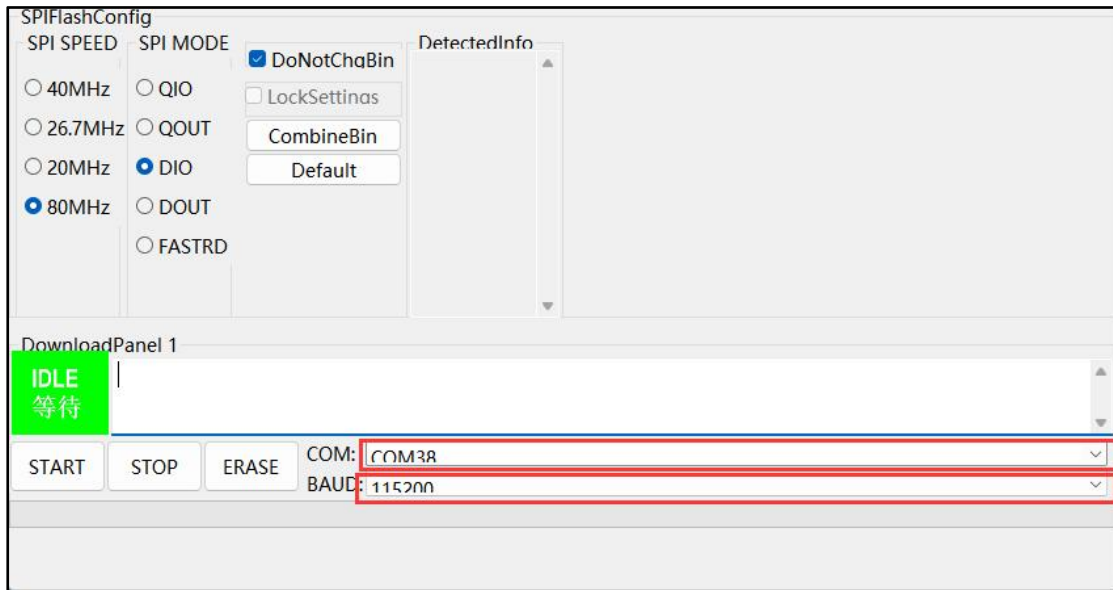 SPIFlashConfig
SPI SPEED
SPI MODE
DetectedInfo
40MHz
26.7MHz
20MHz
80MHz
QIO
QOUT
DIO
DOUT
FASTRD
DoNotChgBin
LockSettings
CombineBin
Default
DownloadPanel 1
IDLE
等待
START
STOP
ERASE
COM: COM38
BAUD: 115200